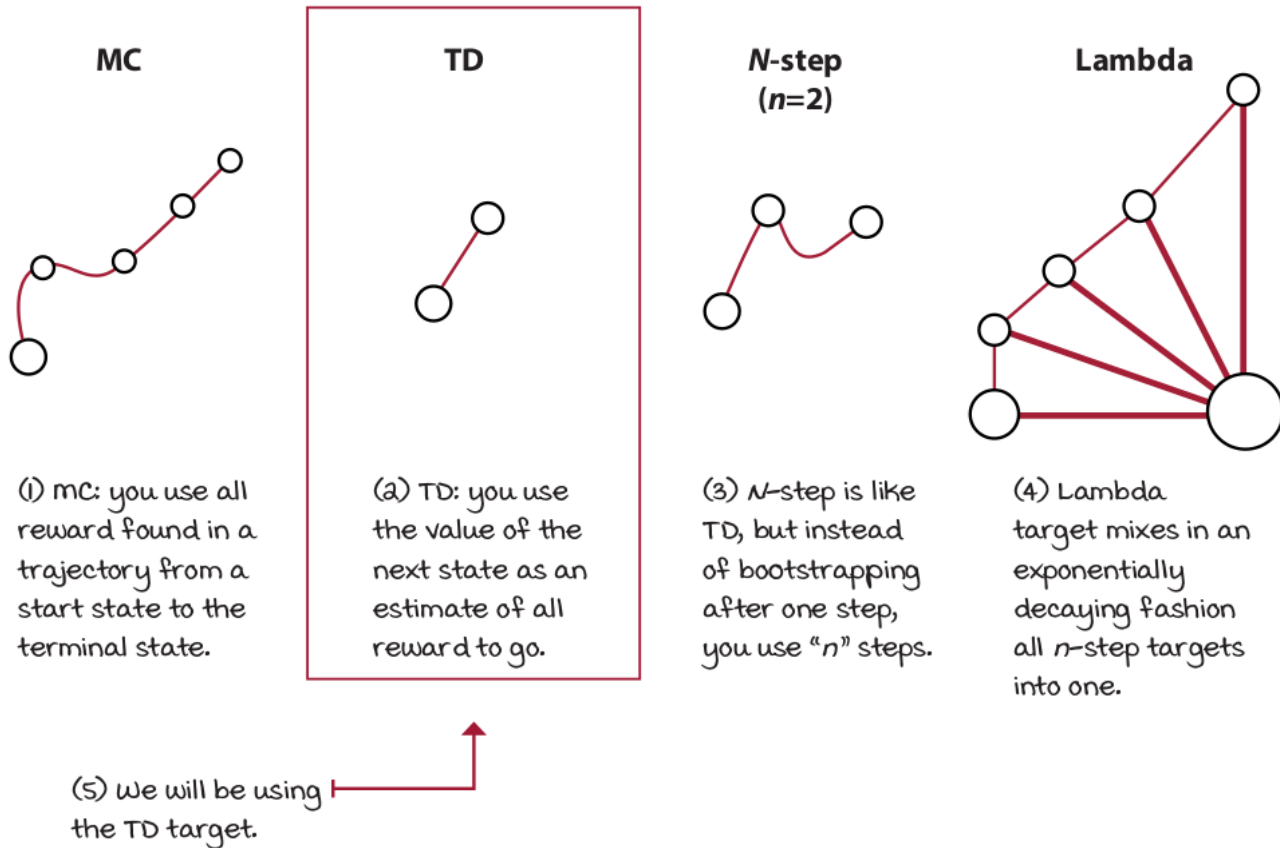 MC
TD
N-step
(n=2)
Lambda
(1) MC: you use all
reward found in a
trajectory from a
start state to the
terminal state.
(2) TD: you use
the value of the
next state as an
estimate of all
reward to go.
(3) N-step is like
TD, but instead
of bootstrapping
after one step,
you use “n” steps.
(4) Lambda
target mixes in an
exponentially
decaying fashion
all n-step targets
into one.
(5) We will be using
the TD target.